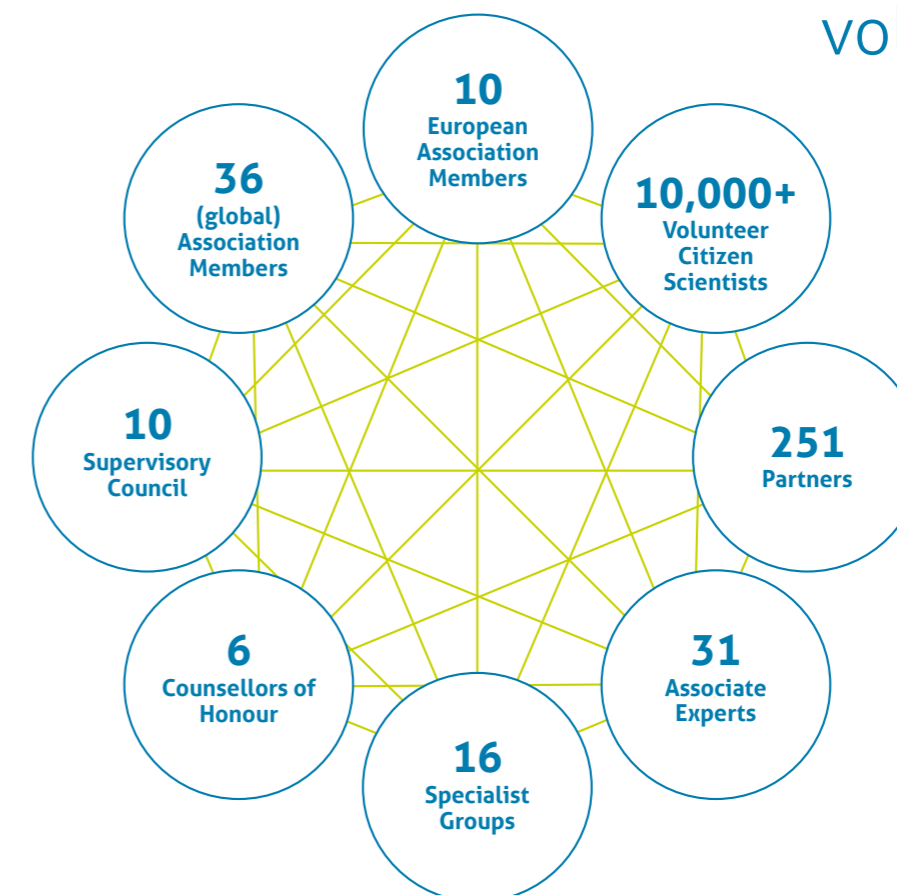 vo
10
European
Association
Members
36
(global)
Association
Members
10,000+
Volunteer
Citizen
Scientists
10
Supervisory
Council
251
Partners
6
Counsellors of
Honour
31
Associate
Experts
16
Specialist
Groups